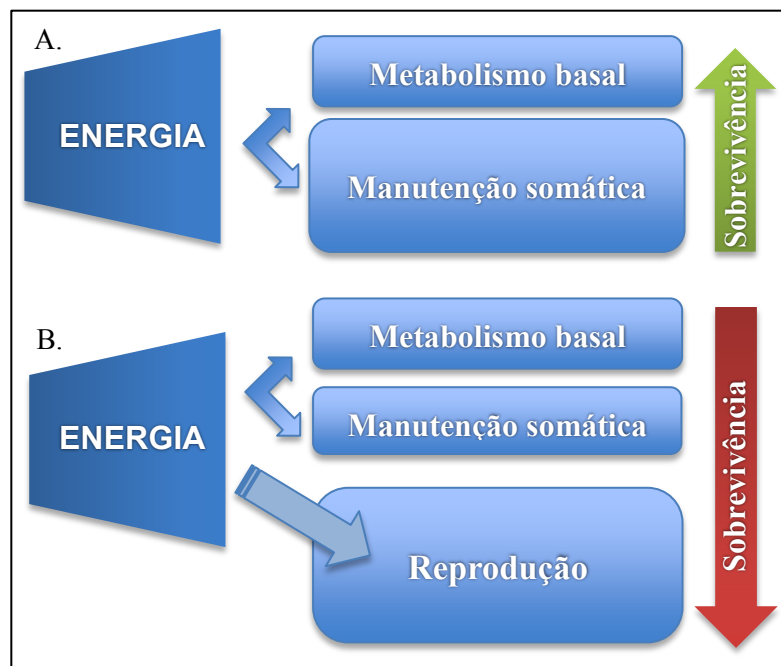 A.
Metabolismo basal
ENERGIA
Manutenção somática
Sobrevivência
B.
Metabolismo basal
Manutenção somática
ENERGIA
Reprodução
Sobrevivência